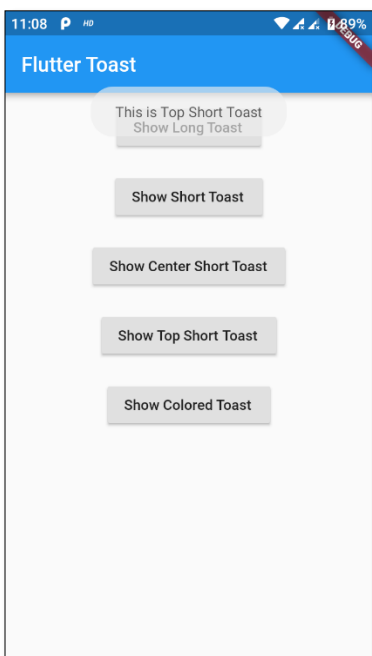 11:08 P HD 89%
DEBUG
Flutter Toast
This is Top Short Toast
Show Long Toast
Show Short Toast
Show Center Short Toast
Show Top Short Toast
Show Colored Toast